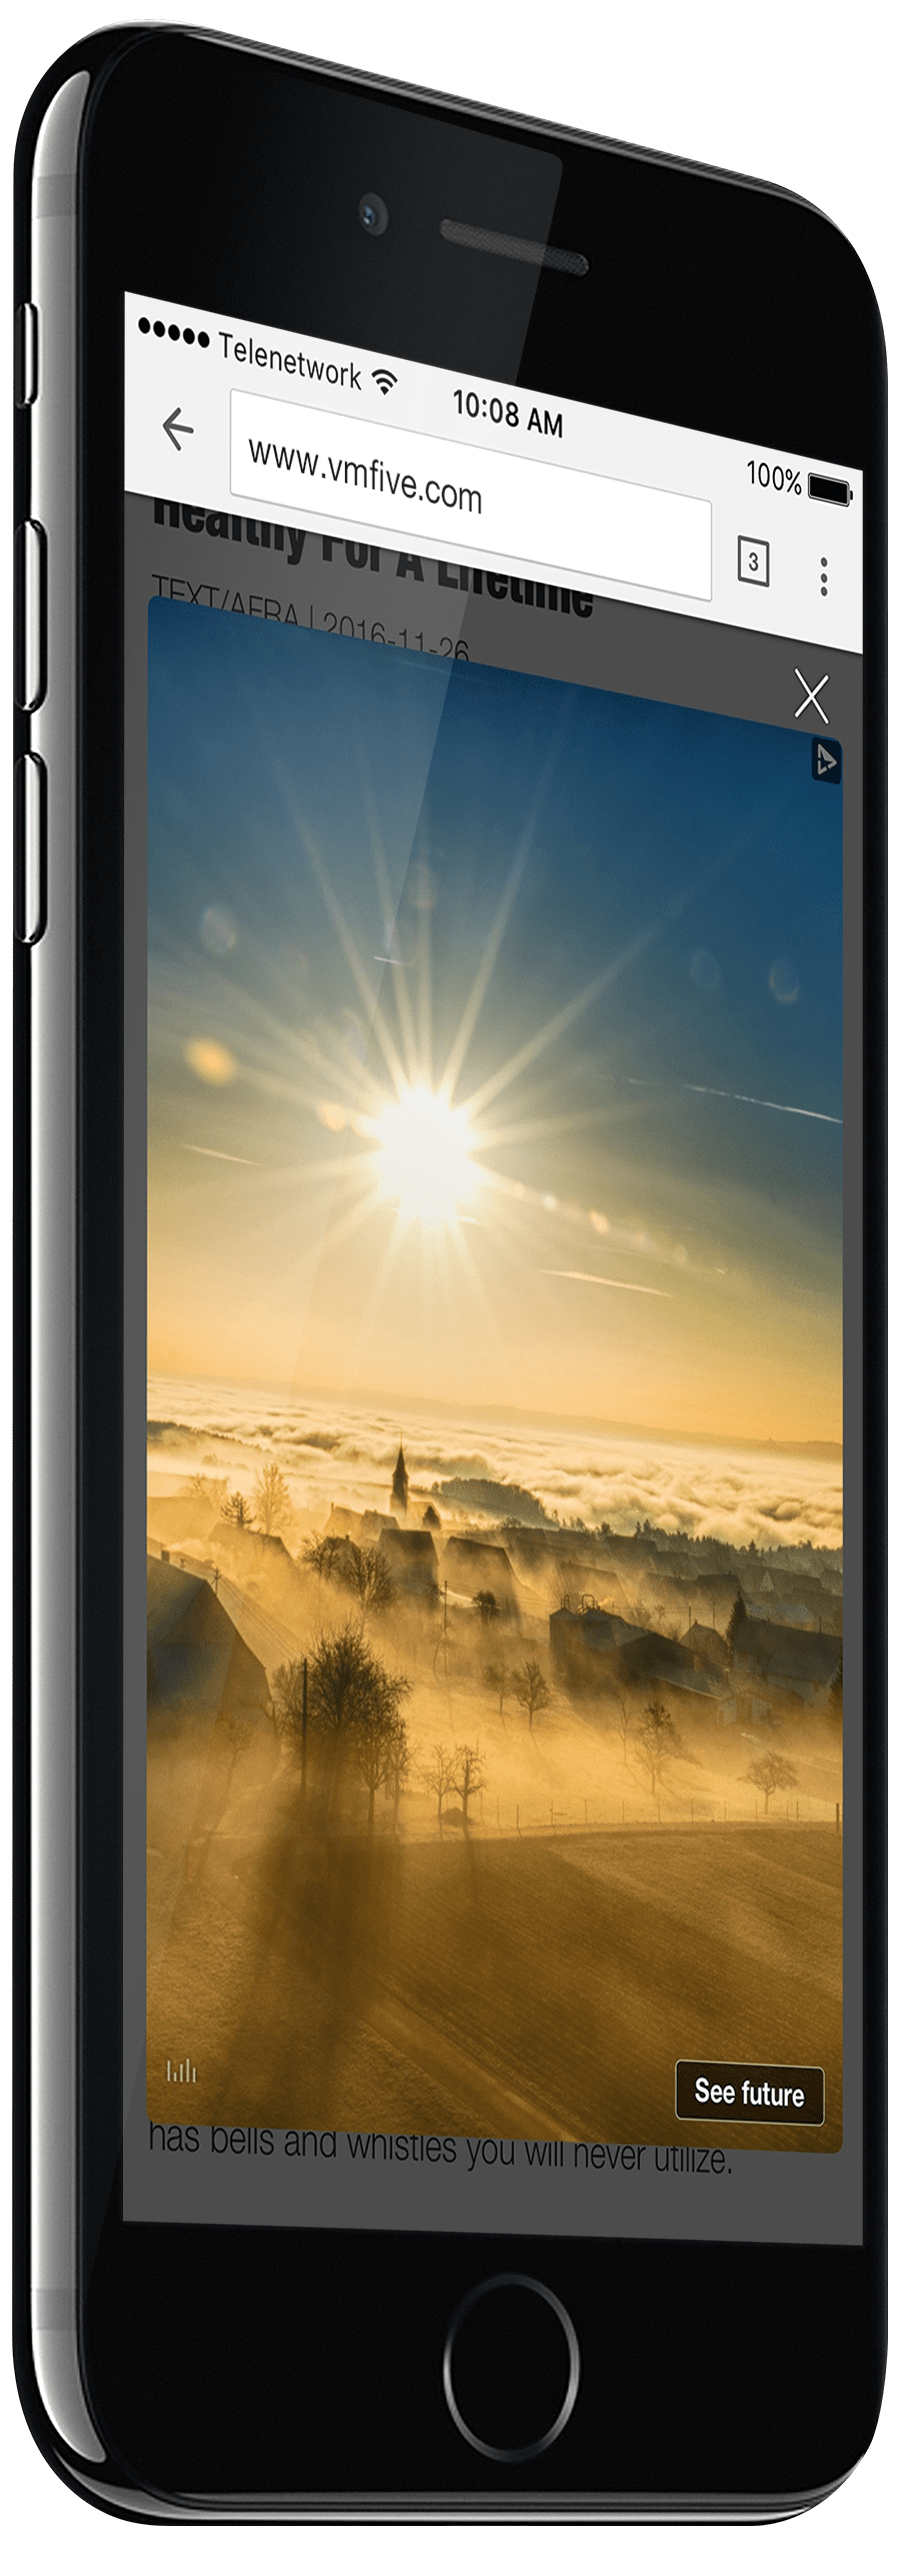 Telenetwork 10:08 AM 100%
www.vmfive.com
3
Healthy For A Lifetime
TEXT/AFRA | 2016-11-26
See future
has bells and whistles you will never utilize.